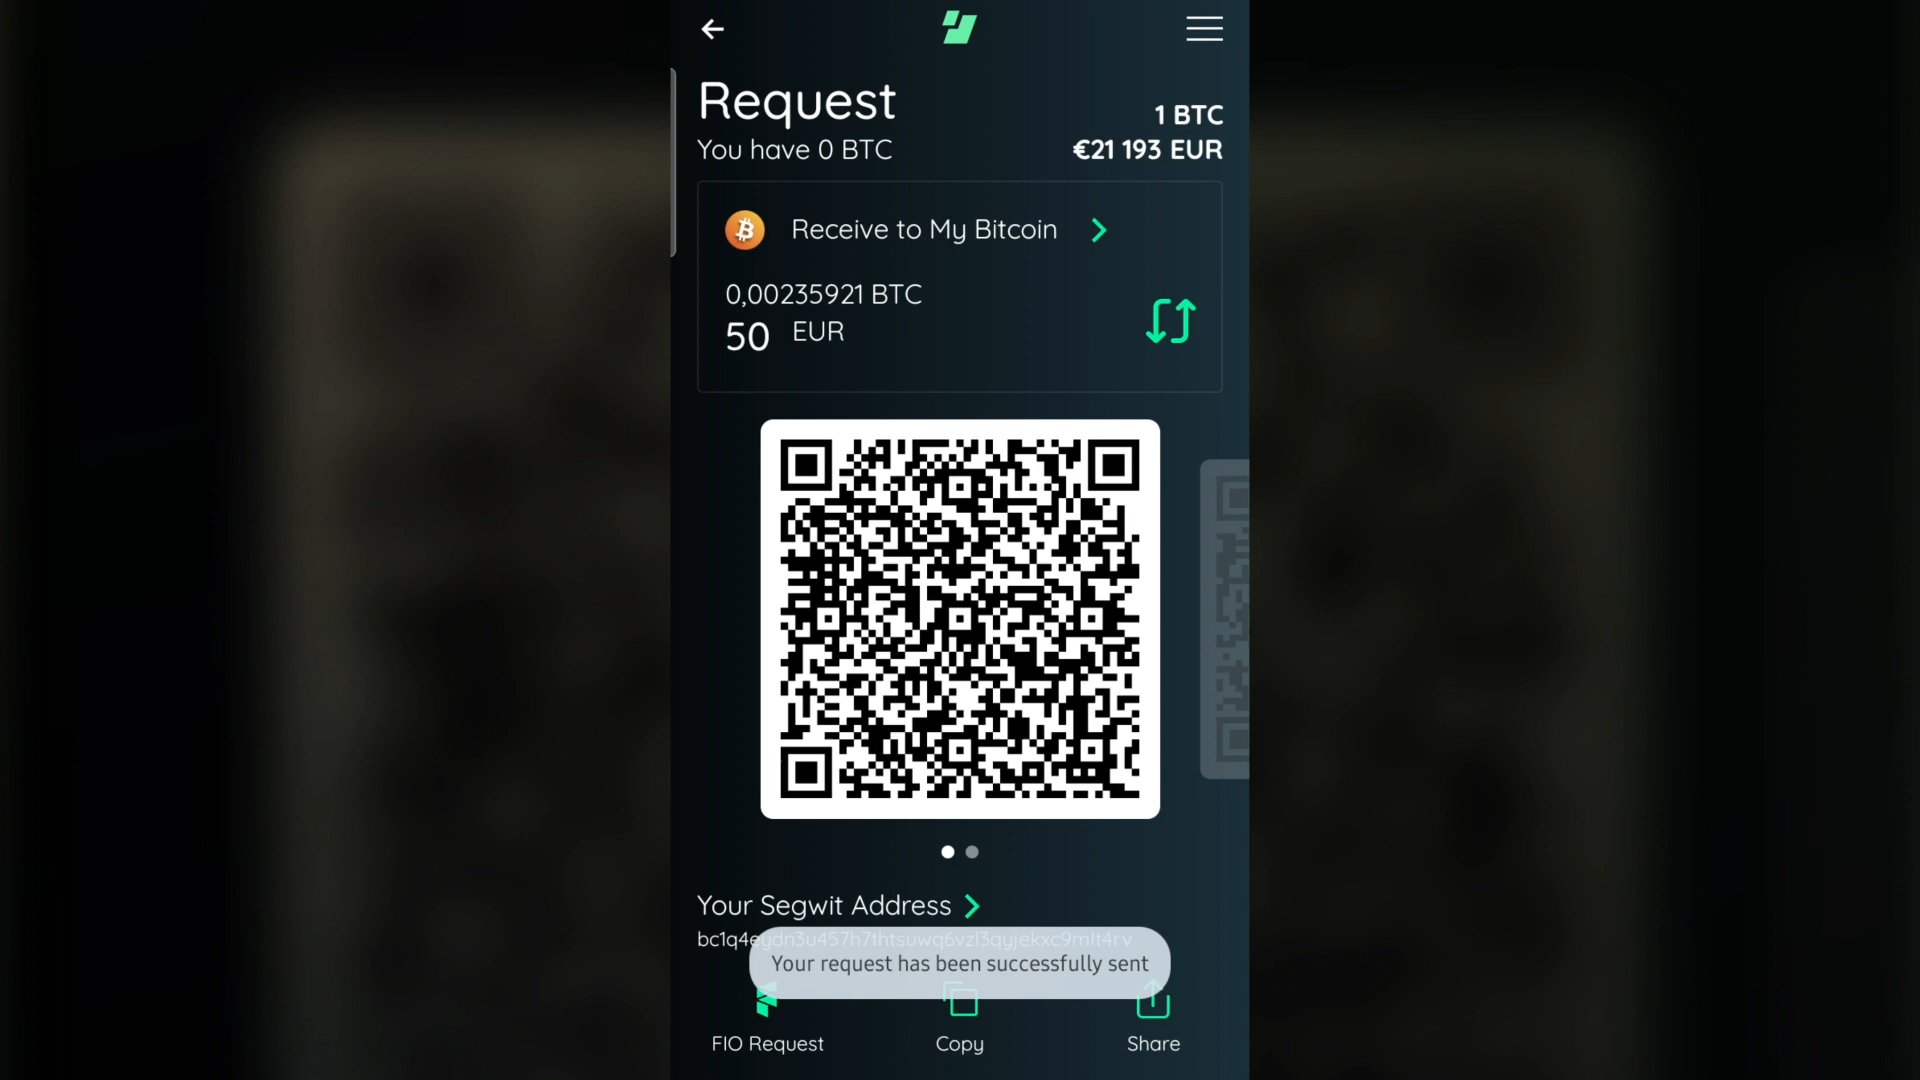 Request
1 BTC
You have 0 BTC
€21 193 EUR
Receive to My Bitcoin
0,00235921 BTC
50 EUR
Your Segwit Address
bc1q4eydn3u457h7thtsuwq6vzl3qyjekxc9mlt4rv
Your request has been successfully sent
FIO Request
Copy
Share